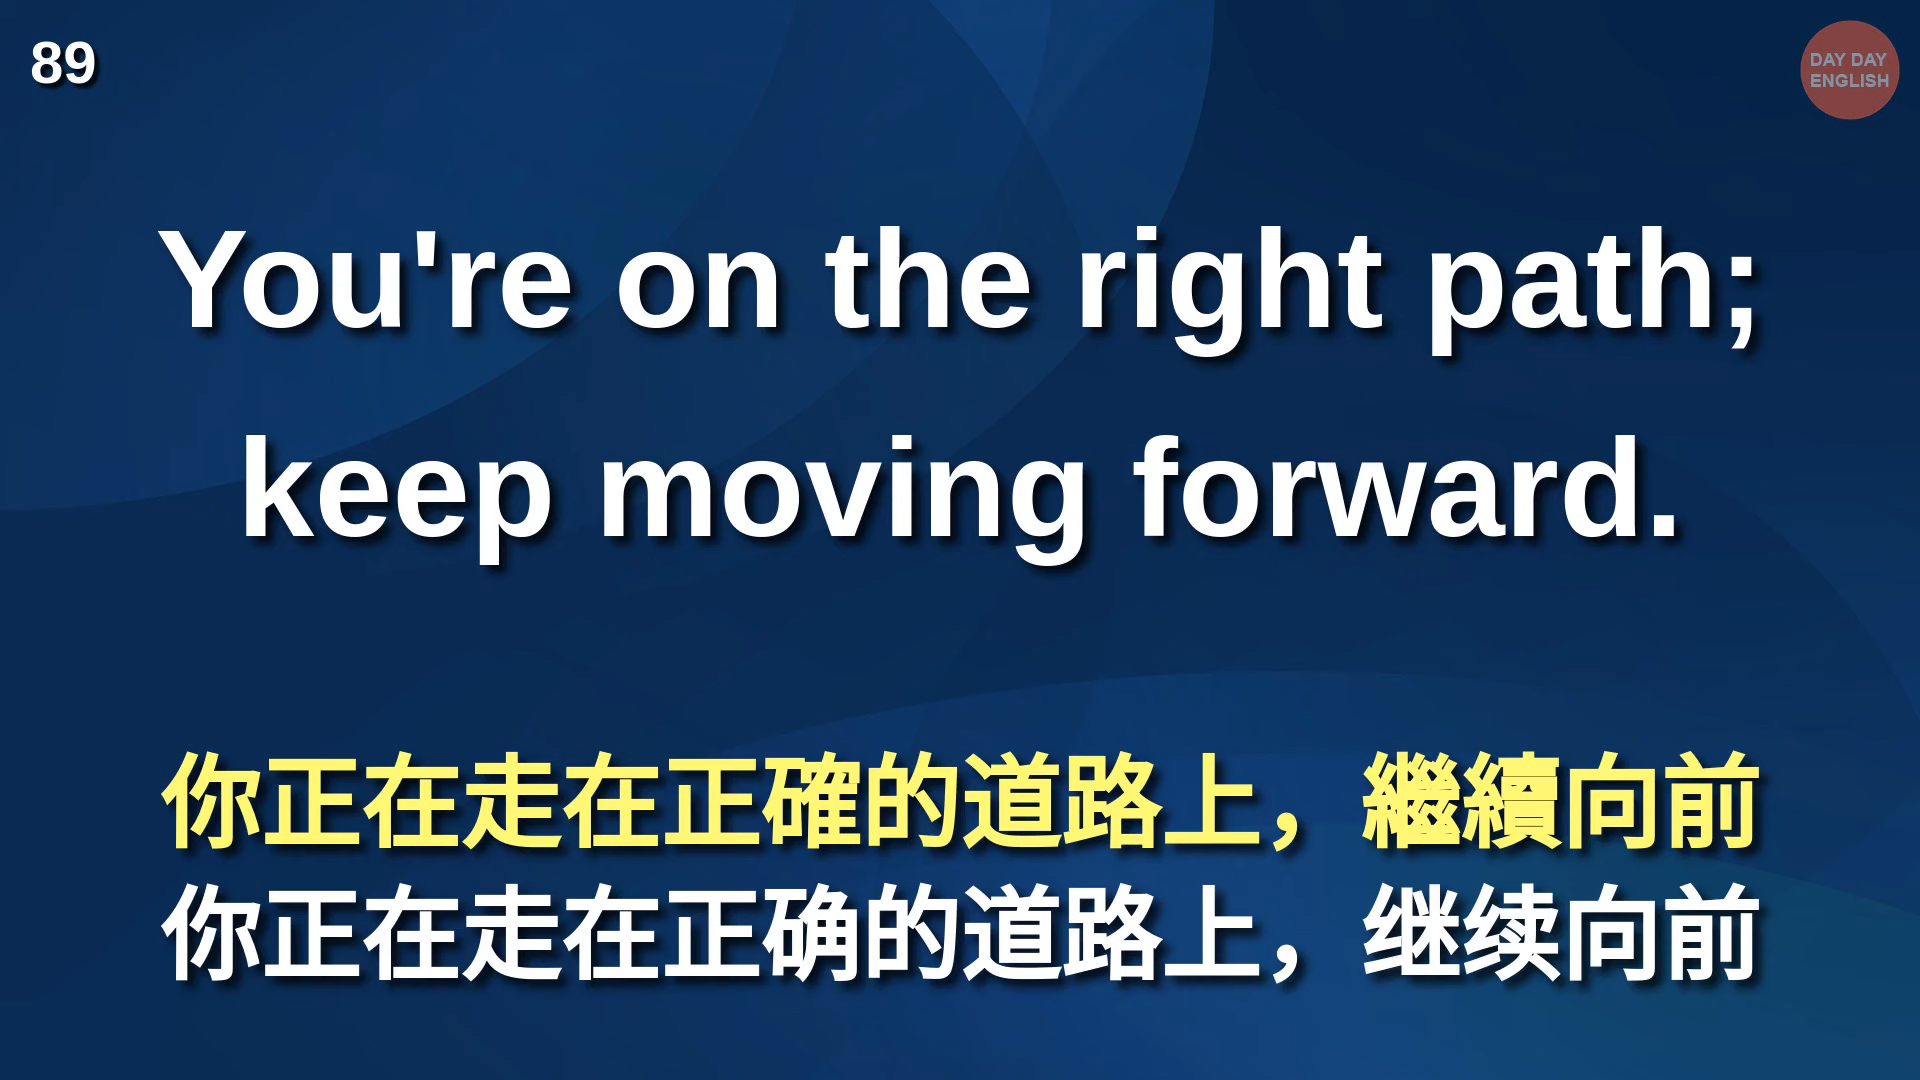 89
DAY DAY
ENGLISH
You're on the right path;
keep moving forward.
你正在走在正確的道路上，繼續向前
你正在走在正确的道路上，继续向前